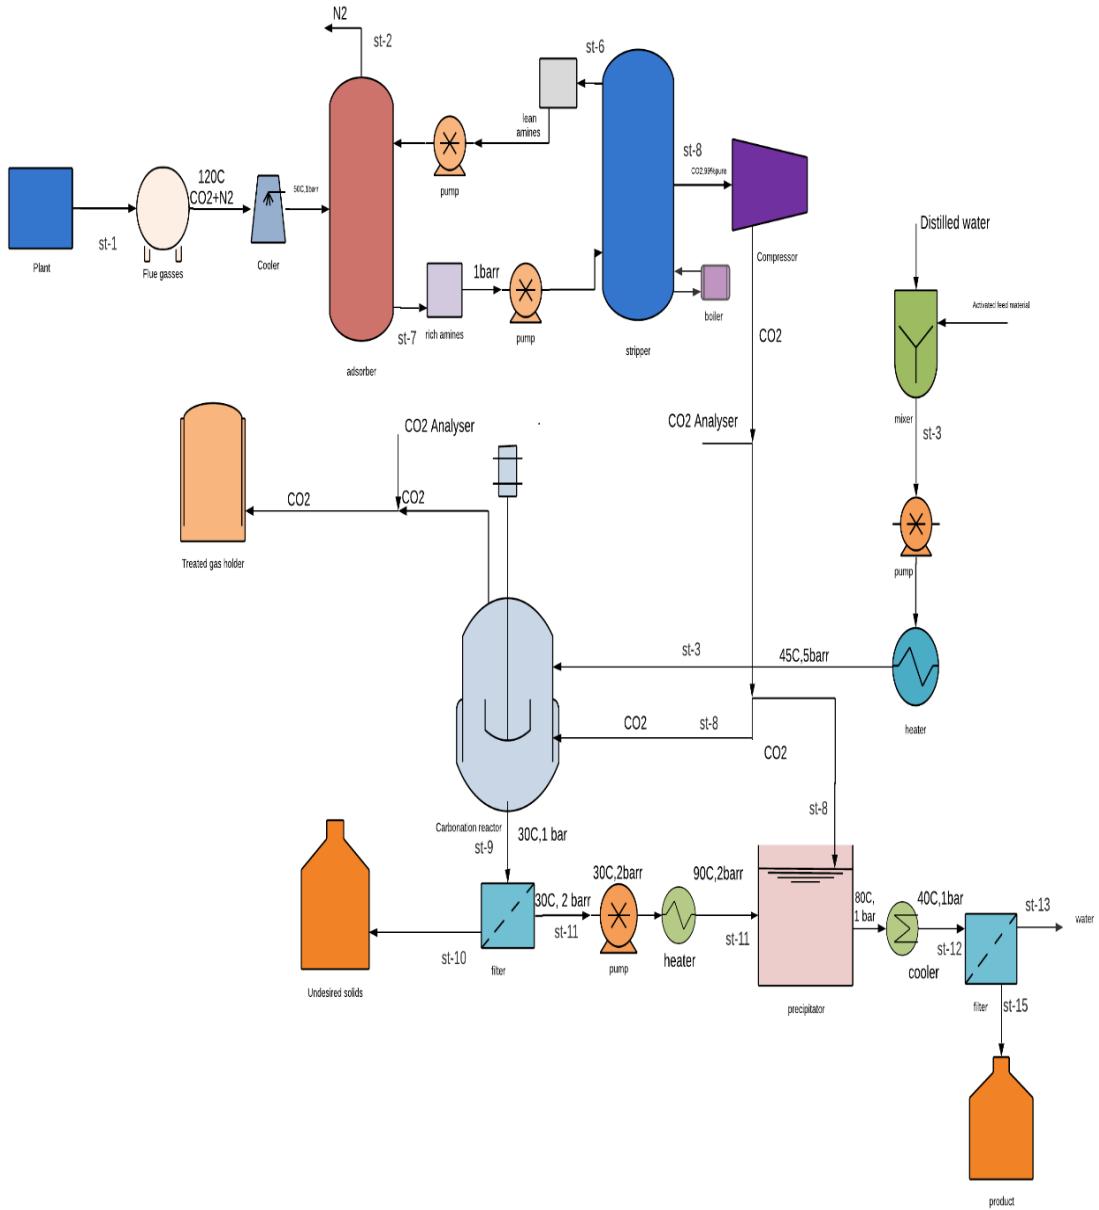 N2
st-2
st-6
lean
amines
pump
st-8
CO2,99%pure
120C
CO2+N2
50C,1barr
st-1
Plant
Flue gasses
Cooler
Compressor
Distilled water
Activated feed material
1barr
st-7
rich amines
pump
boiler
stripper
adsorber
CO2
mixer
st-3
CO2 Analyser
CO2 Analyser
CO2
CO2
Treated gas holder
pump
st-3
45C,5barr
heater
CO2
st-8
CO2
st-8
Carbonation reactor
30C,1 bar
st-9
30C,2barr
90C,2barr
30C, 2 barr
st-11
st-11
80C,
1 bar
40C,1bar
st-13
water
st-12
st-10
filter
pump
heater
cooler
Undesired solids
precipitator
filter
st-15
product